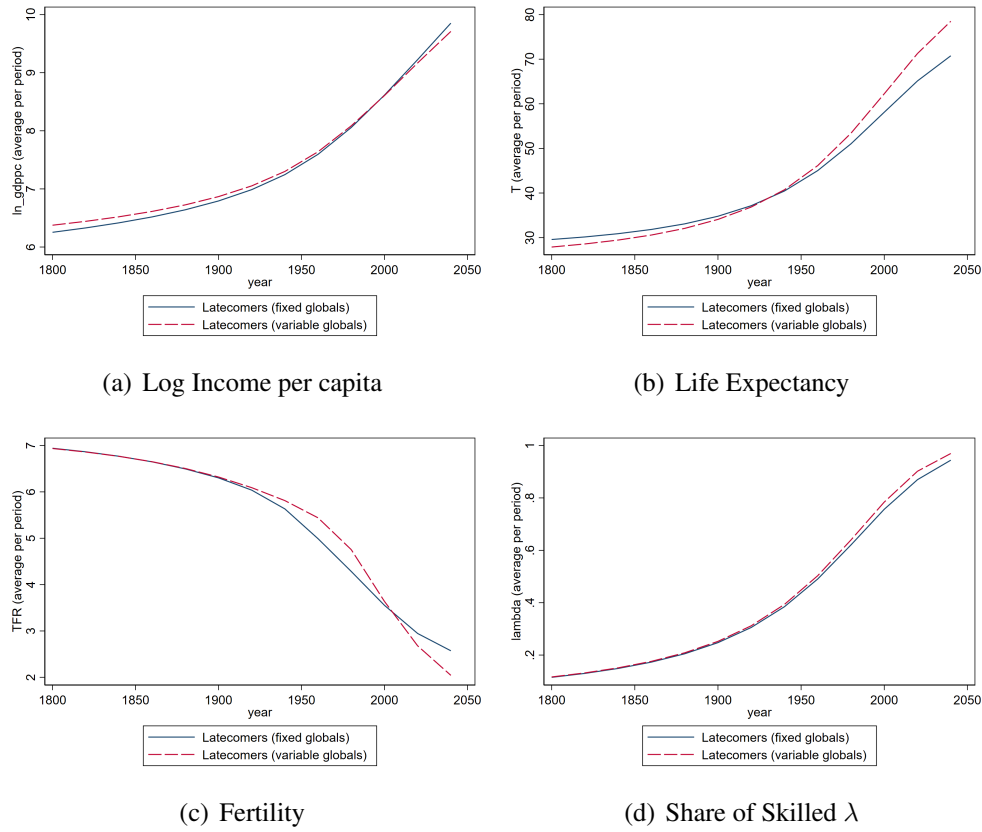 ln_gdppc (average per period)
10
9
8
7
6
1800 1850 1900 1950 2000 2050
year
Latecomers (fixed globals)
Latecomers (variable globals)
(a) Log Income per capita
T (average per period)
80
70
60
50
40
30
1800 1850 1900 1950 2000 2050
year
Latecomers (fixed globals)
Latecomers (variable globals)
(b) Life Expectancy
TFR (average per period)
7
6
5
4
3
2
1800 1850 1900 1950 2000 2050
year
Latecomers (fixed globals)
Latecomers (variable globals)
(c) Fertility
lambda (average per period)
1
.8
.6
.4
.2
1800 1850 1900 1950 2000 2050
year
Latecomers (fixed globals)
Latecomers (variable globals)
(d) Share of Skilled λ